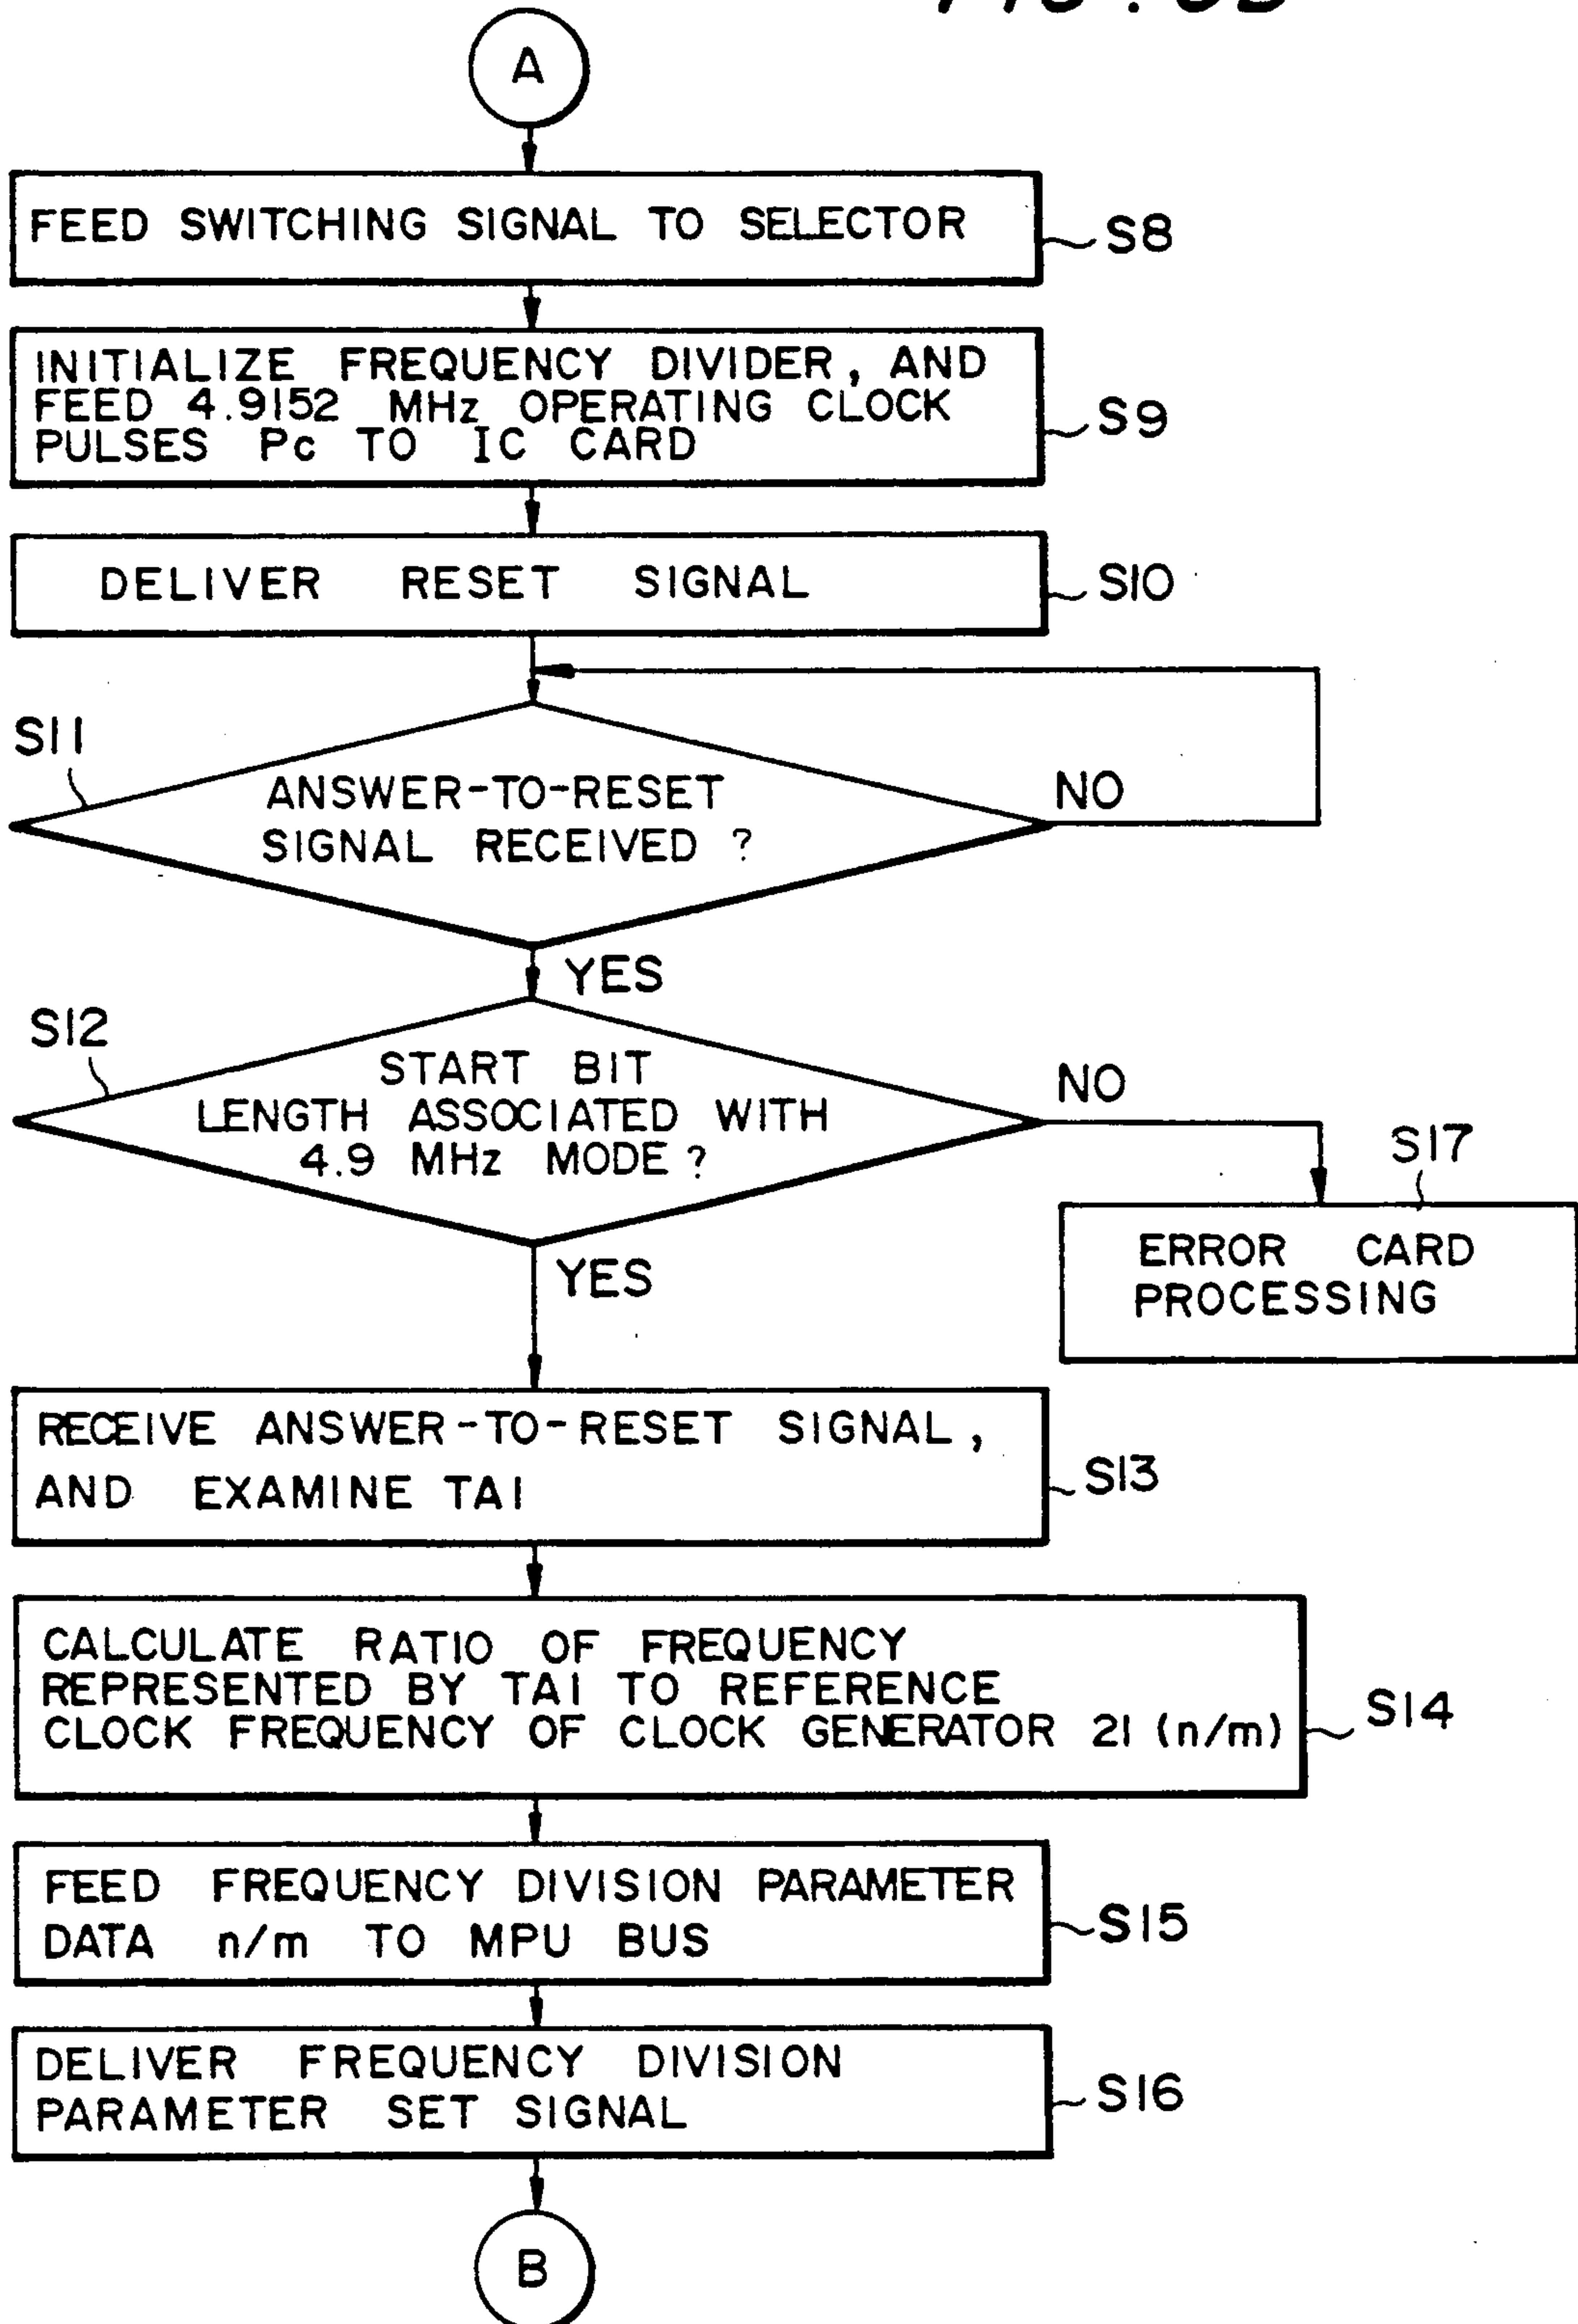 A
FEED SWITCHING SIGNAL TO SELECTOR
S8
INITIALIZE FREQUENCY DIVIDER, AND
FEED 4.9152 MHz OPERATING CLOCK
PULSES Pc TO IC CARD
S9
DELIVER RESET SIGNAL
S10
S11
ANSWER-TO-RESET
SIGNAL RECEIVED ?
NO
YES
S12
START BIT
LENGTH ASSOCIATED WITH
4.9 MHz MODE ?
NO
S17
ERROR CARD
PROCESSING
YES
RECEIVE ANSWER-TO-RESET SIGNAL,
AND EXAMINE TA1
S13
CALCULATE RATIO OF FREQUENCY
REPRESENTED BY TA1 TO REFERENCE
CLOCK FREQUENCY OF CLOCK GENERATOR 21 (n/m)
S14
FEED FREQUENCY DIVISION PARAMETER
DATA n/m TO MPU BUS
S15
DELIVER FREQUENCY DIVISION
PARAMETER SET SIGNAL
S16
B